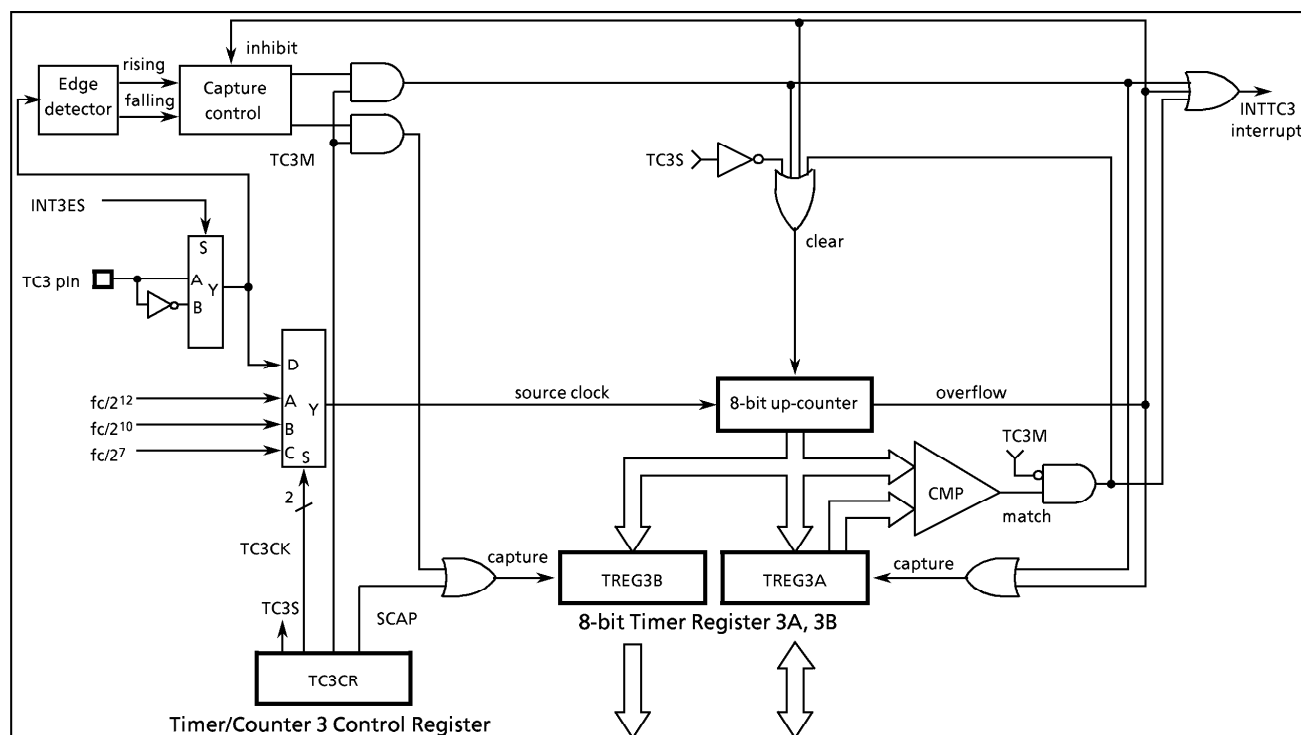 inhibit
rising
Edge detector
Capture control
falling
INTTC3 interrupt
TC3M
TC3S
INT3ES
clear
S
TC3 pin
A
Y
B
D
source clock
8-bit up-counter
overflow
fc/2¹²
A
Y
fc/2¹⁰
B
TC3M
fc/2⁷
C
S
2
CMP
match
TC3CK
capture
TREG3B
TREG3A
capture
TC3S
SCAP
8-bit Timer Register 3A, 3B
TC3CR
Timer/Counter 3 Control Register